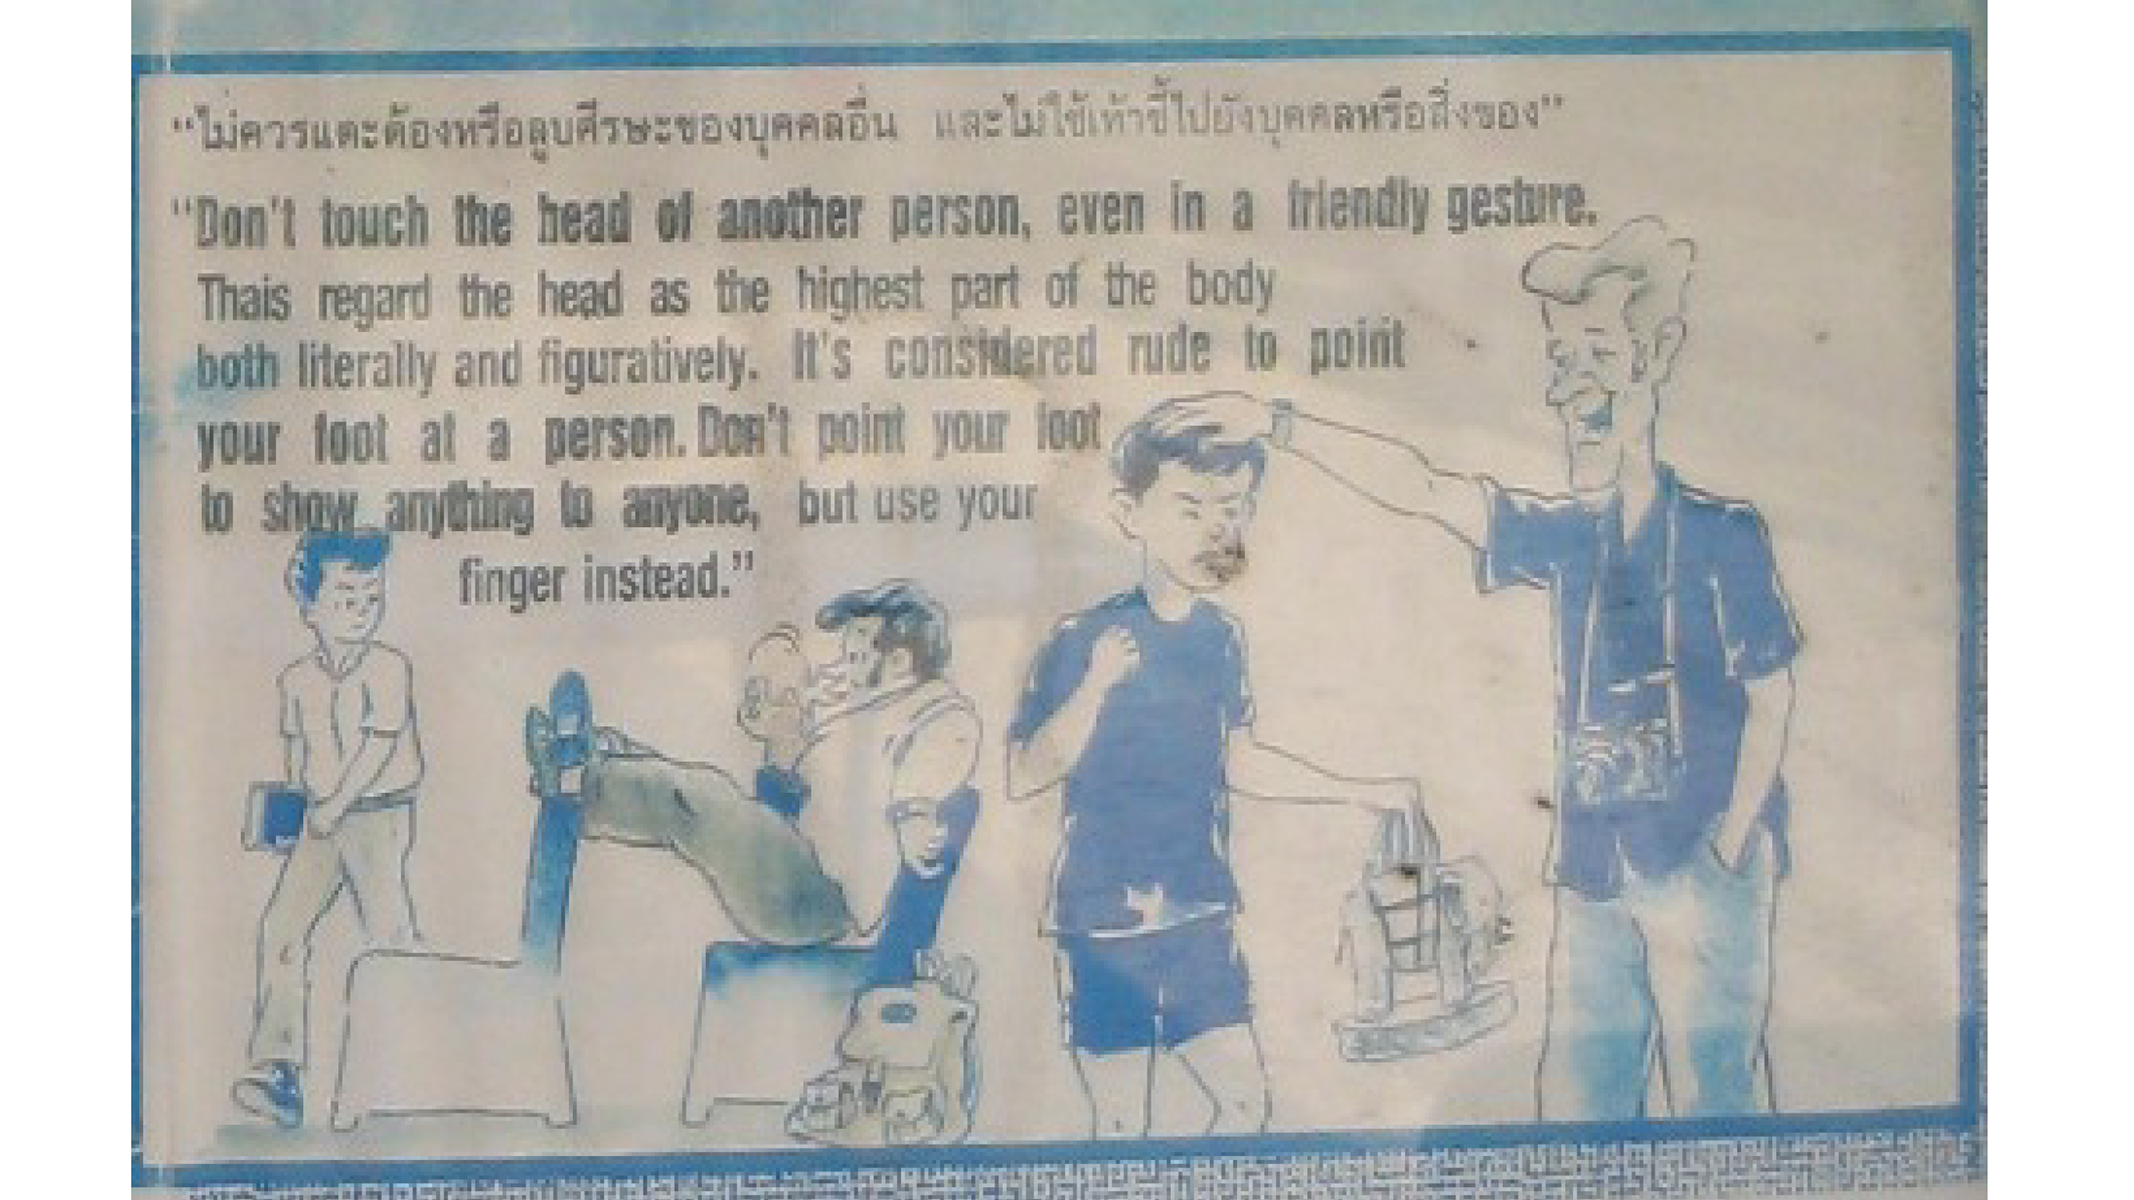 “ไม่ควรแตะต้องหรือลูบศีรษะของบุคคลอื่น และไม่ใช้เท้าชี้ไปยังบุคคลหรือสิ่งของ”
“Don't touch the head of another person, even in a friendly gesture.
Thais regard the head as the highest part of the body
both literally and figuratively. It's considered rude to point
your foot at a person. Don't point your foot
to show anything to anyone, but use your
finger instead.”